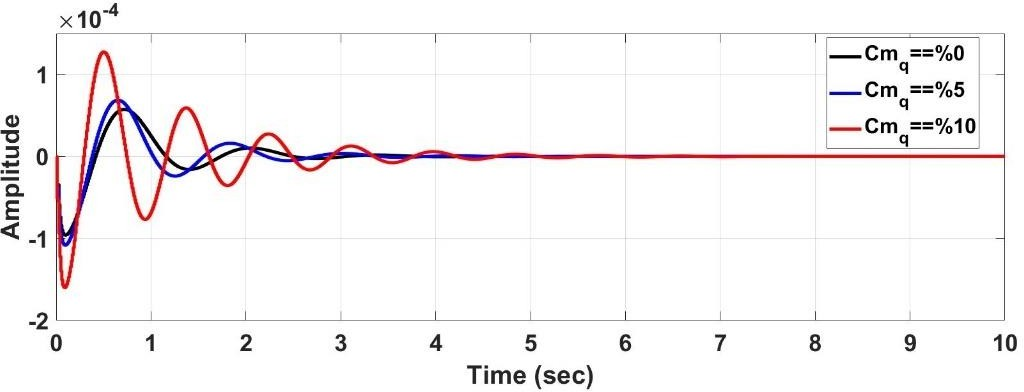 ×10⁻⁴
Amplitude
1
0
-1
-2
0 1 2 3 4 5 6 7 8 9 10
Time (sec)
Cm_q==%0
Cm_q==%5
Cm_q==%10